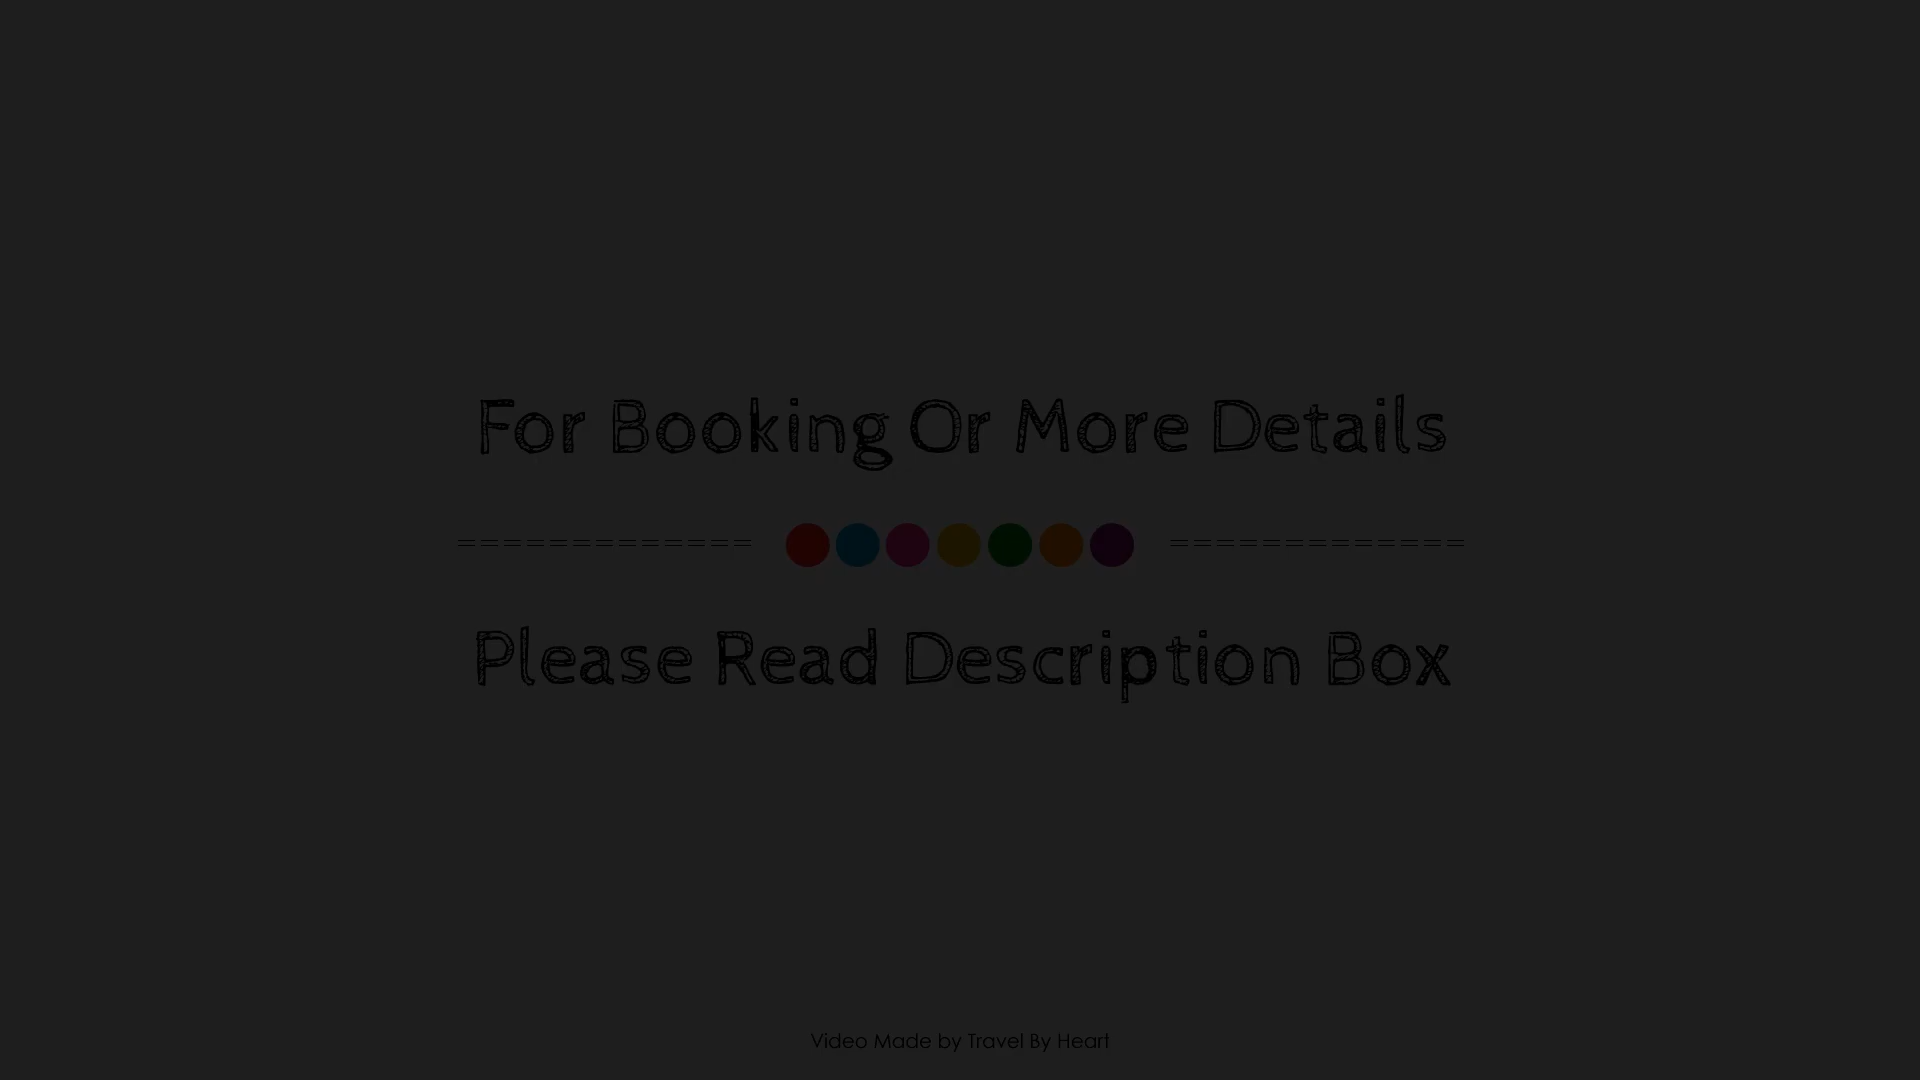 For Booking Or More Details
============= =============
Please Read Description Box
Video Made by Travel By Heart